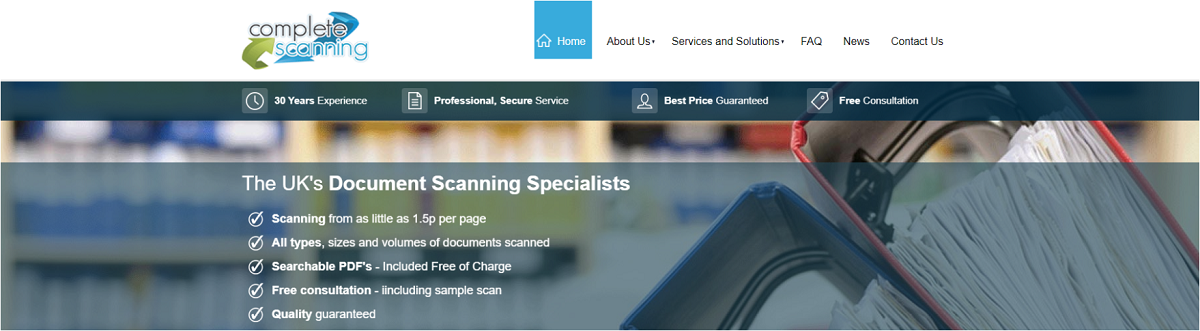 complete
scanning
Home About Us Services and Solutions FAQ News Contact Us
30 Years Experience Professional, Secure Service Best Price Guaranteed Free Consultation
The UK's Document Scanning Specialists
Scanning from as little as 1.5p per page
All types, sizes and volumes of documents scanned
Searchable PDF's - Included Free of Charge
Free consultation - iincluding sample scan
Quality guaranteed